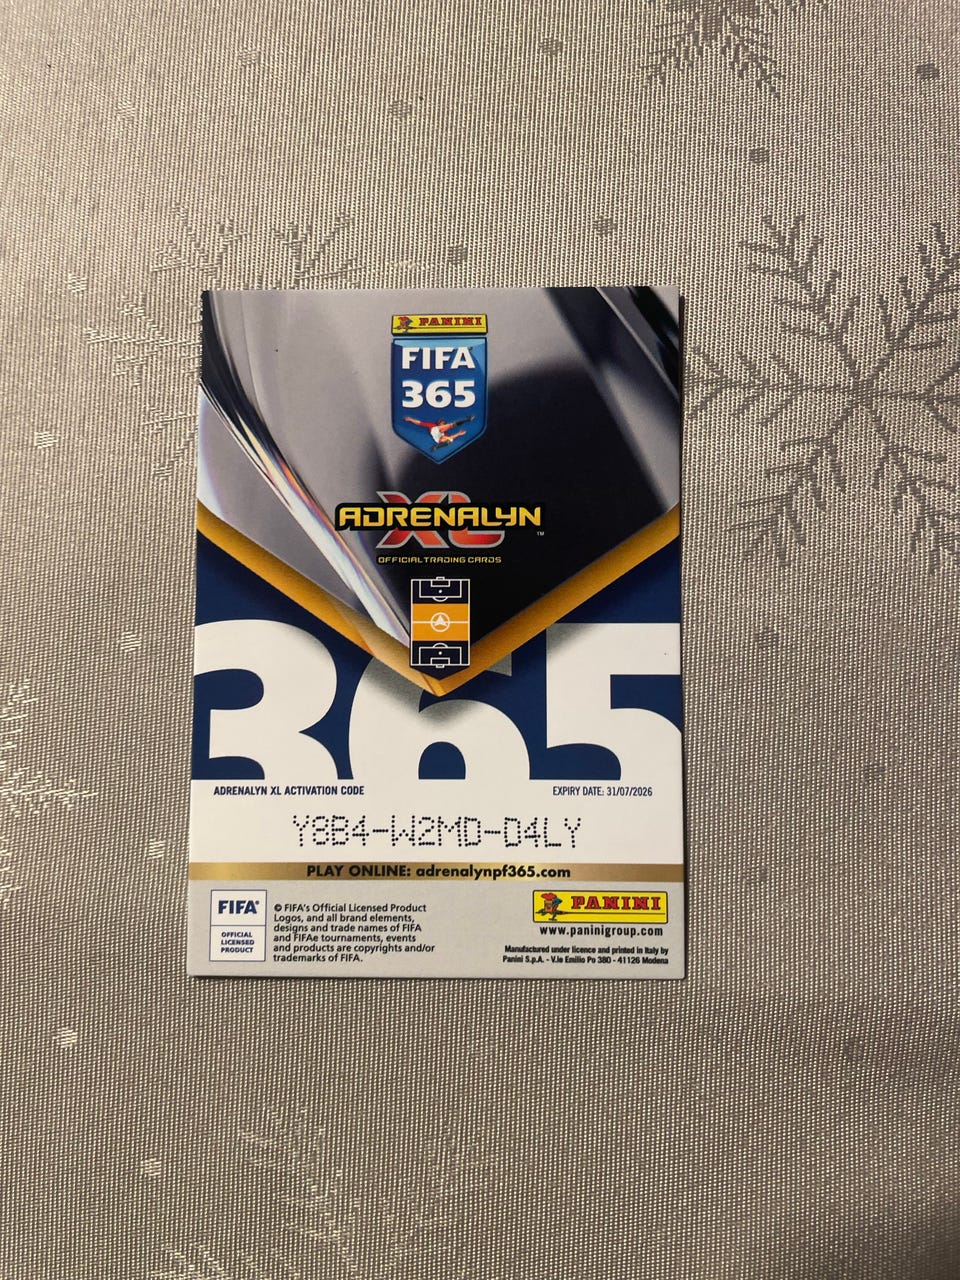 PANINI
FIFA
365
ADRENALYN
XL
™
OFFICIAL TRADING CARDS
365
ADRENALYN XL ACTIVATION CODE
EXPIRY DATE: 31/07/2026
Y8B4-W2MD-D4LY
PLAY ONLINE: adrenalynpf365.com
FIFA®
OFFICIAL
LICENSED
PRODUCT
© FIFA's Official Licensed Product
Logos, and all brand elements,
designs and trade names of FIFA
and FIFAe tournaments, events
and products are copyrights and/or
trademarks of FIFA.
PANINI
www.paninigroup.com
Manufactured under licence and printed in Italy by
Panini S.p.A. - V.le Emilio Po 380 - 41126 Modena